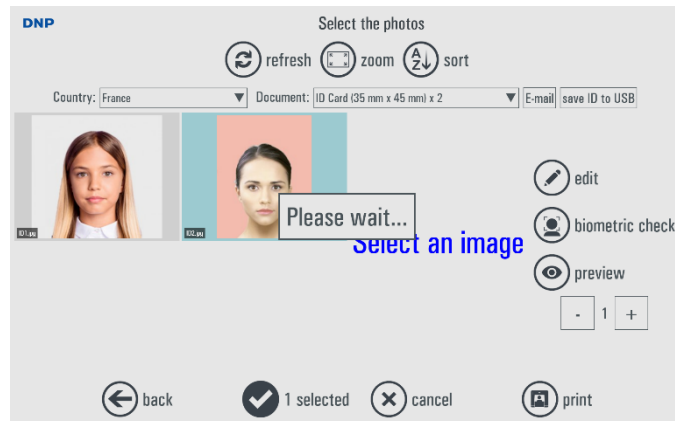 DNP
Select the photos
refresh zoom A Z sort
Country: France Document: ID Card (35 mm x 45 mm) x 2 E-mail save ID to USB
Please wait...
Select an image
ID1.jpg ID2.jpg
edit
biometric check
preview
- 1 +
back 1 selected cancel print